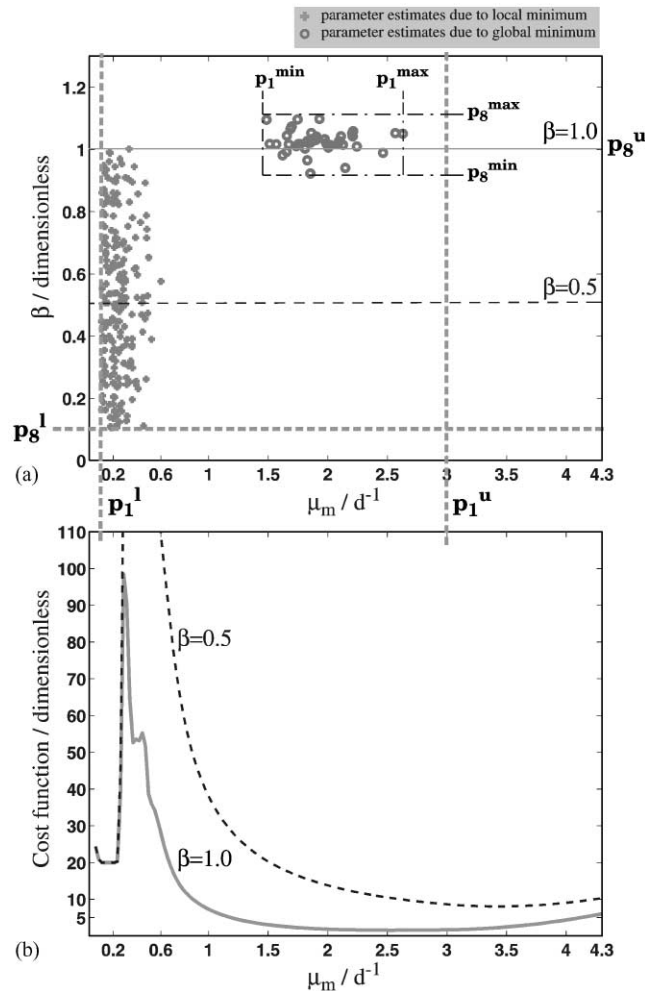 parameter estimates due to local minimum
parameter estimates due to global minimum
p₁ᵐⁱⁿ p₁ᵐᵃˣ
p₈ᵐᵃˣ
β=1.0
p₈ᵘ
p₈ᵐⁱⁿ
β=0.5
p₈ˡ
1.2
1
0.8
0.6
0.4
0.2
0
β / dimensionless
(a)
0.2 0.6 1 1.5 2 2.5 3 3.5 4 4.3
p₁ˡ
μₘ / d⁻¹
p₁ᵘ
110
100
90
80
70
60
50
40
30
20
10
5
Cost function / dimensionless
β=0.5
β=1.0
(b)
0.2 0.6 1 1.5 2 2.5 3 3.5 4 4.3
μₘ / d⁻¹